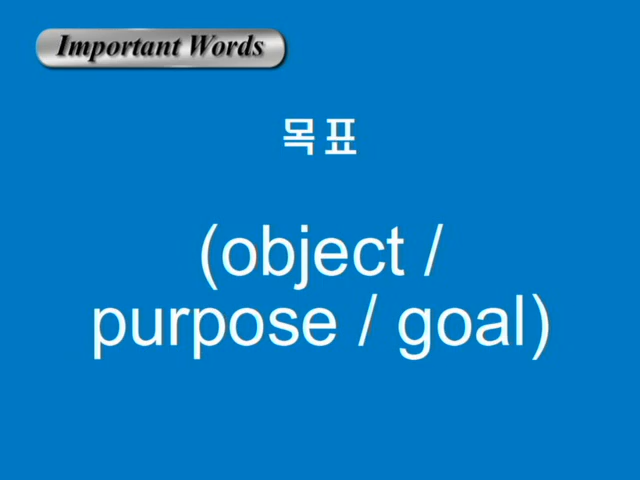 Important Words
목표
(object /
purpose / goal)